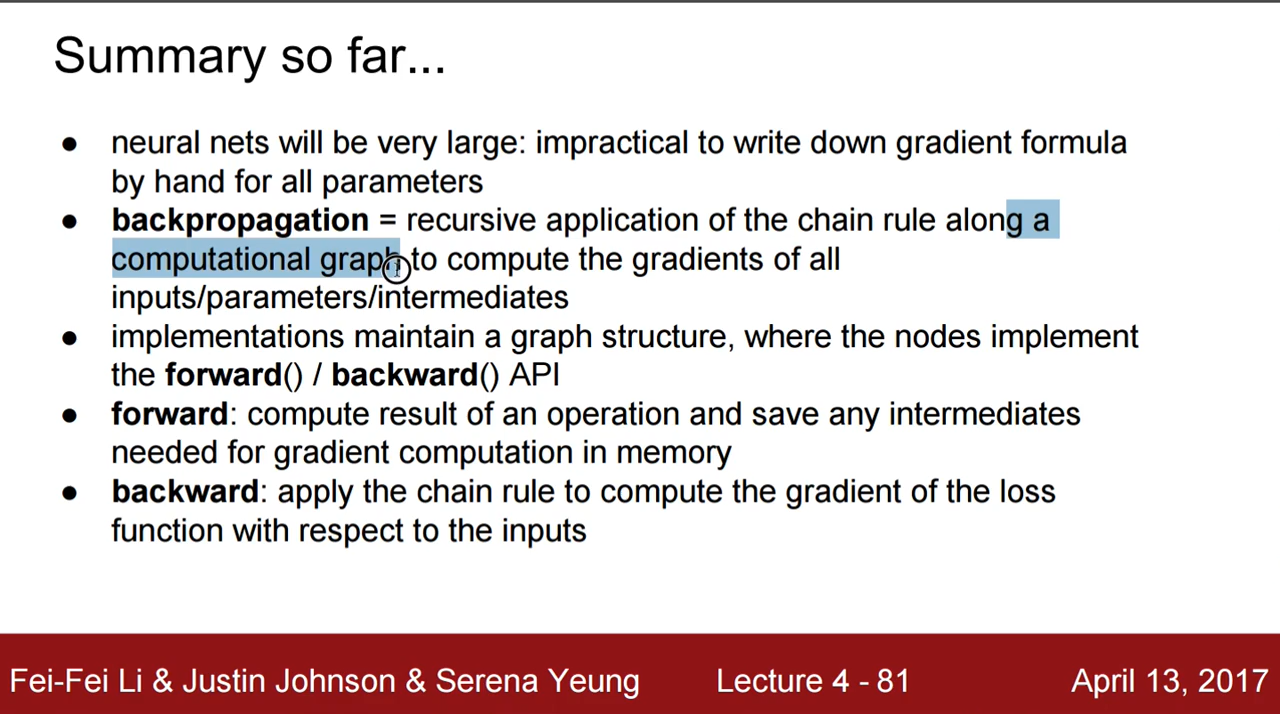 Summary so far...
● neural nets will be very large: impractical to write down gradient formula
by hand for all parameters
● backpropagation = recursive application of the chain rule along a
computational graph to compute the gradients of all
inputs/parameters/intermediates
● implementations maintain a graph structure, where the nodes implement
the forward() / backward() API
● forward: compute result of an operation and save any intermediates
needed for gradient computation in memory
● backward: apply the chain rule to compute the gradient of the loss
function with respect to the inputs
Fei-Fei Li & Justin Johnson & Serena Yeung Lecture 4 - 81 April 13, 2017